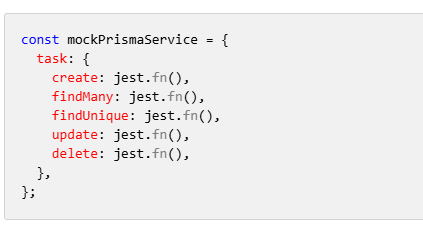 const mockPrismaService = {
  task: {
    create: jest.fn(),
    findMany: jest.fn(),
    findUnique: jest.fn(),
    update: jest.fn(),
    delete: jest.fn(),
  },
};